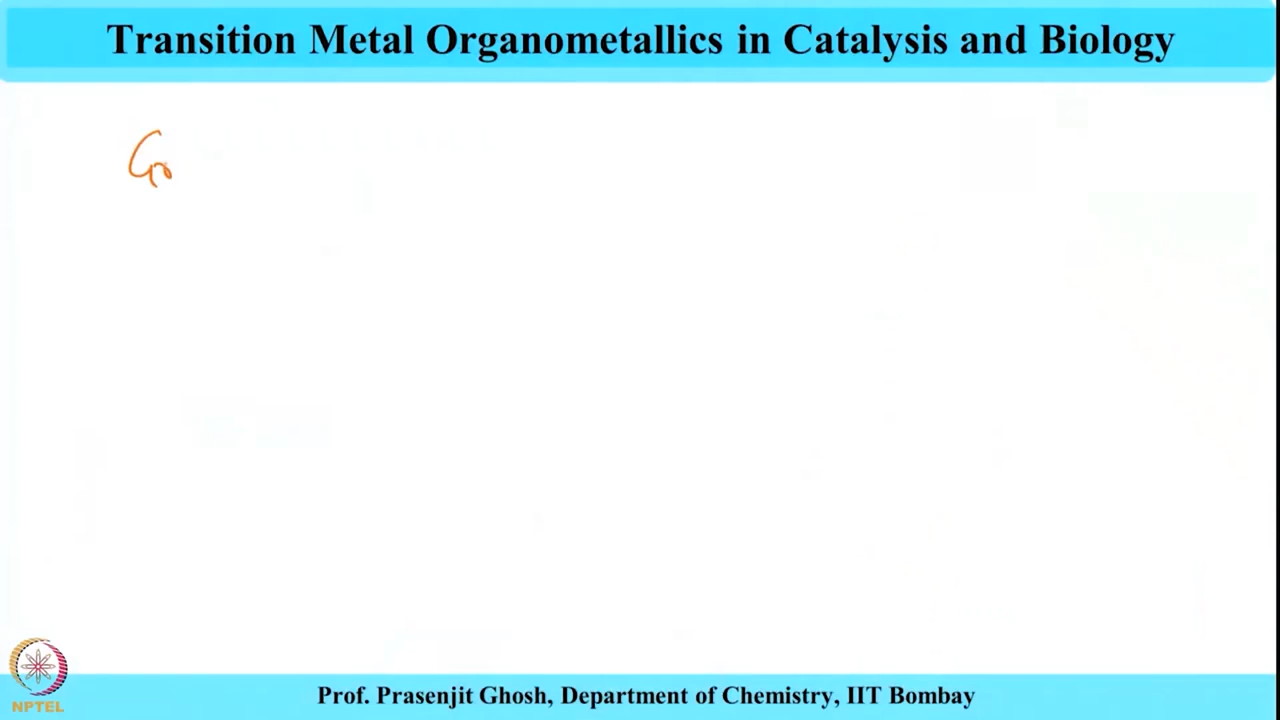 Transition Metal Organometallics in Catalysis and Biology
NPTEL
Prof. Prasenjit Ghosh, Department of Chemistry, IIT Bombay